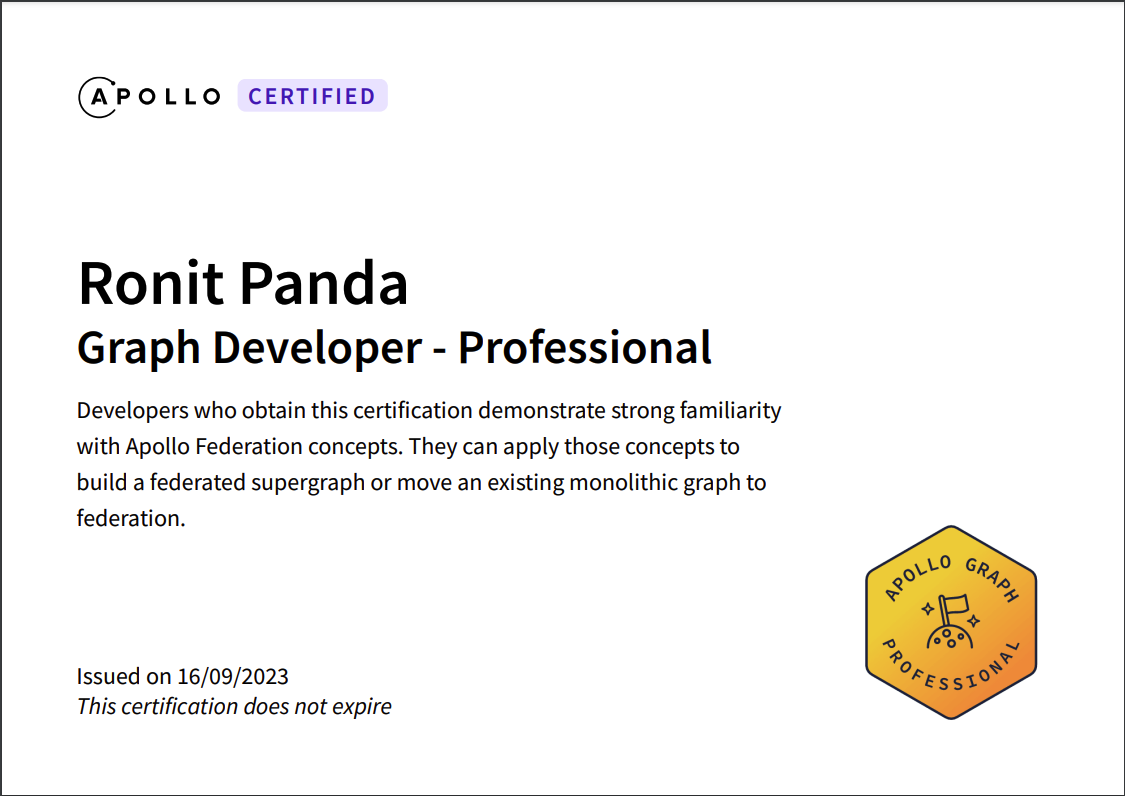 APOLLO CERTIFIED
Ronit Panda
Graph Developer - Professional
Developers who obtain this certification demonstrate strong familiarity
with Apollo Federation concepts. They can apply those concepts to
build a federated supergraph or move an existing monolithic graph to
federation.
APOLLO GRAPH
PROFESSIONAL
Issued on 16/09/2023
This certification does not expire